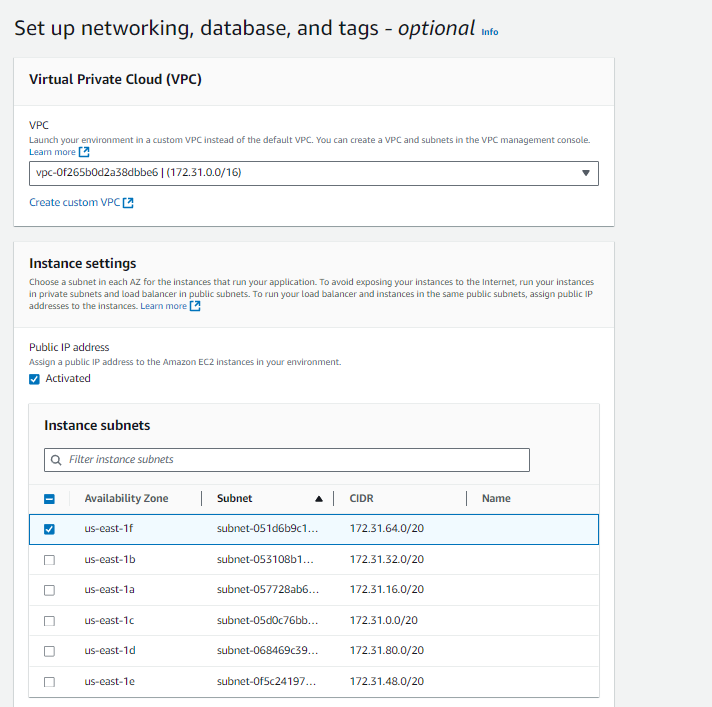 Set up networking, database, and tags - optional Info
Virtual Private Cloud (VPC)
VPC
Launch your environment in a custom VPC instead of the default VPC. You can create a VPC and subnets in the VPC management console.
Learn more
vpc-0f265b0d2a38dbbe6 | (172.31.0.0/16)
Create custom VPC
Instance settings
Choose a subnet in each AZ for the instances that run your application. To avoid exposing your instances to the Internet, run your instances
in private subnets and load balancer in public subnets. To run your load balancer and instances in the same public subnets, assign public IP
addresses to the instances. Learn more
Public IP address
Assign a public IP address to the Amazon EC2 instances in your environment.
Activated
Instance subnets
Filter instance subnets
Availability Zone Subnet CIDR Name
us-east-1f subnet-051d6b9c1... 172.31.64.0/20
us-east-1b subnet-053108b1... 172.31.32.0/20
us-east-1a subnet-057728ab6... 172.31.16.0/20
us-east-1c subnet-05d0c76bb... 172.31.0.0/20
us-east-1d subnet-068469c39... 172.31.80.0/20
us-east-1e subnet-0f5c24197... 172.31.48.0/20